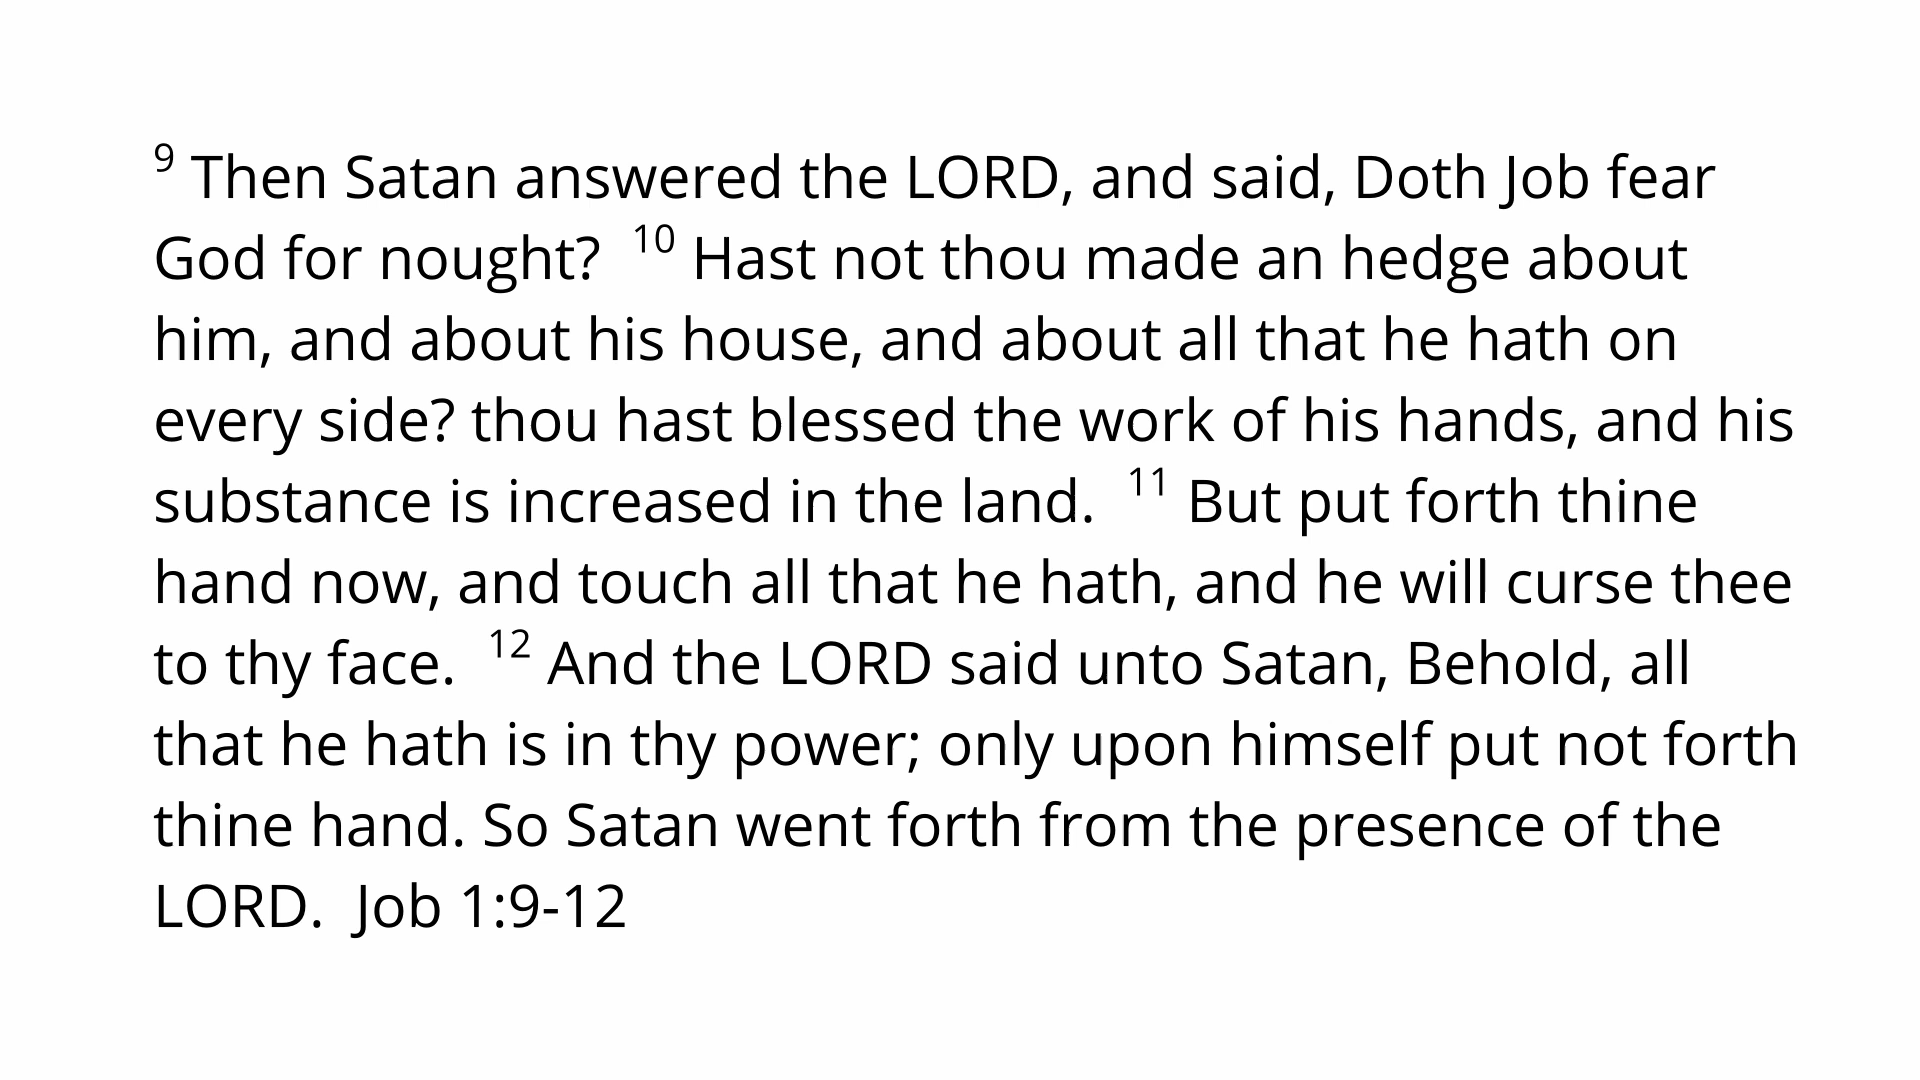 9 Then Satan answered the LORD, and said, Doth Job fear
God for nought?  10 Hast not thou made an hedge about
him, and about his house, and about all that he hath on
every side? thou hast blessed the work of his hands, and his
substance is increased in the land.  11 But put forth thine
hand now, and touch all that he hath, and he will curse thee
to thy face.  12 And the LORD said unto Satan, Behold, all
that he hath is in thy power; only upon himself put not forth
thine hand. So Satan went forth from the presence of the
LORD.  Job 1:9-12